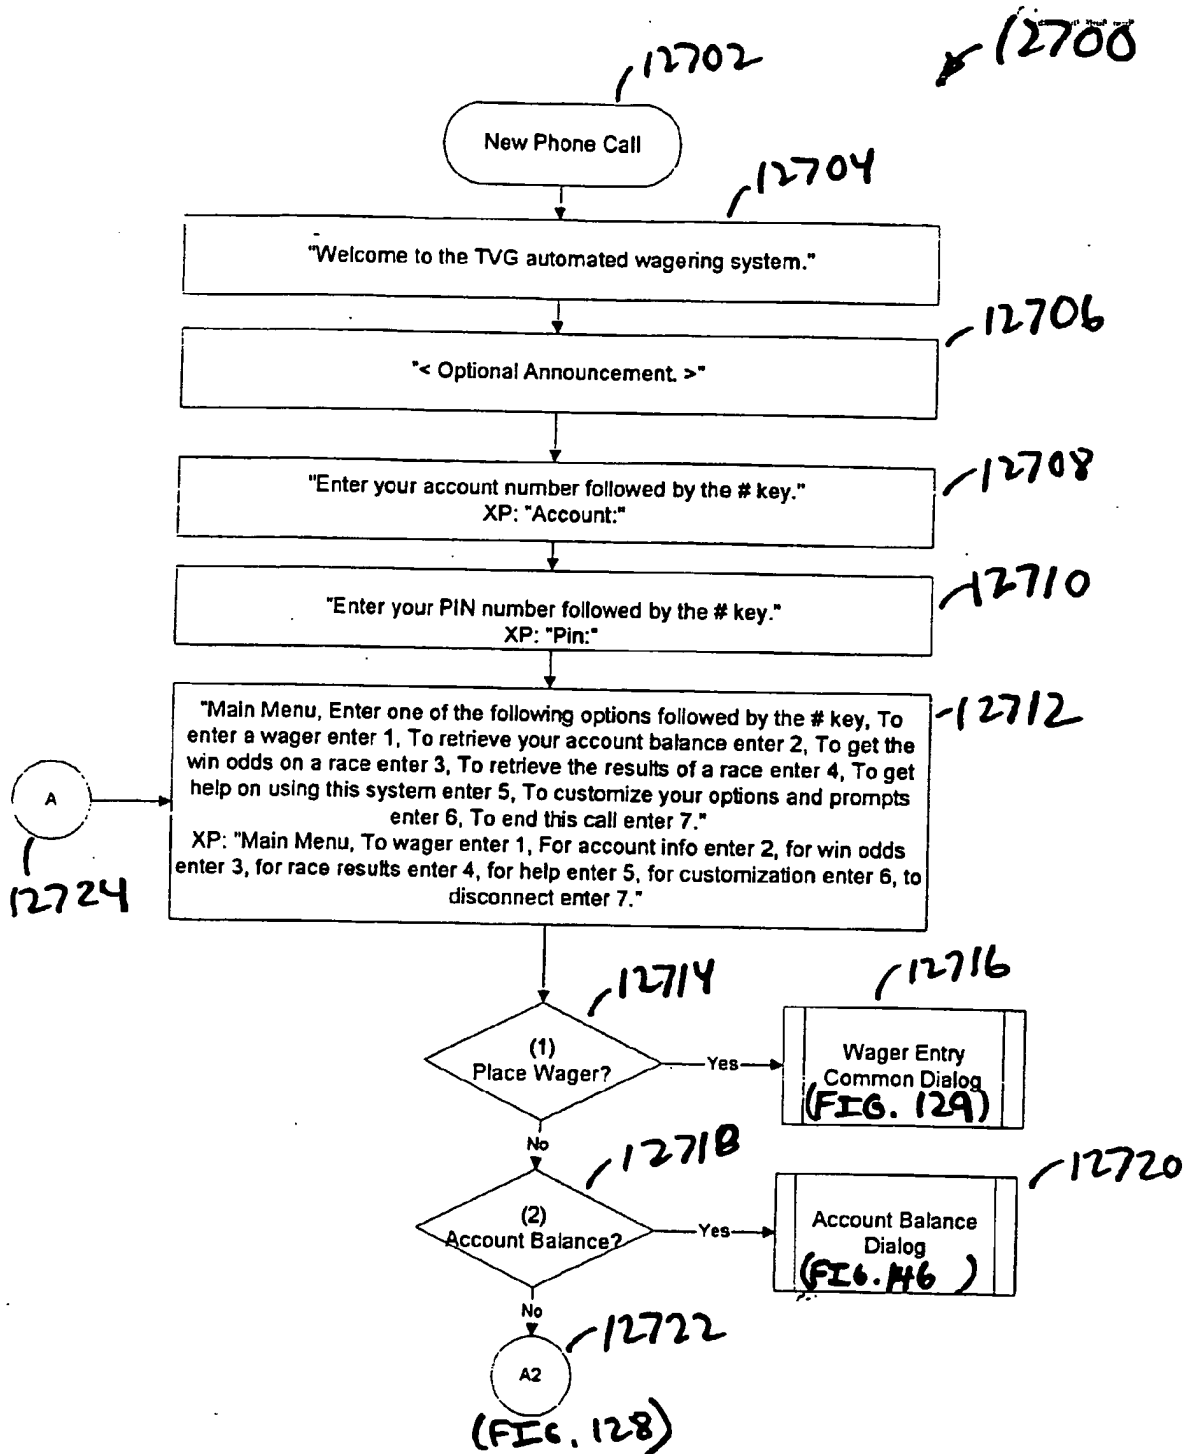 12700
12702
New Phone Call
12704
"Welcome to the TVG automated wagering system."
12706
"< Optional Announcement. >"
12708
"Enter your account number followed by the # key."
XP: "Account:"
12710
"Enter your PIN number followed by the # key."
XP: "Pin:"
12712
"Main Menu, Enter one of the following options followed by the # key, To
enter a wager enter 1, To retrieve your account balance enter 2, To get the
win odds on a race enter 3, To retrieve the results of a race enter 4, To get
help on using this system enter 5, To customize your options and prompts
enter 6, To end this call enter 7."
XP: "Main Menu, To wager enter 1, For account info enter 2, for win odds
enter 3, for race results enter 4, for help enter 5, for customization enter 6, to
disconnect enter 7."
A
12724
12714
(1)
Place Wager?
Yes
12716
Wager Entry
Common Dialog
(FIG. 129)
No
12718
(2)
Account Balance?
Yes
12720
Account Balance
Dialog
(FIG. 146)
No
12722
A2
(FIG. 128)